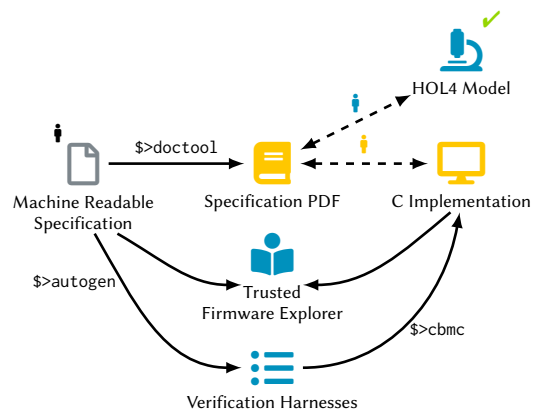 HOL4 Model
$>doctool
Machine Readable
Specification
Specification PDF
C Implementation
$>autogen
Trusted
Firmware Explorer
$>cbmc
Verification Harnesses